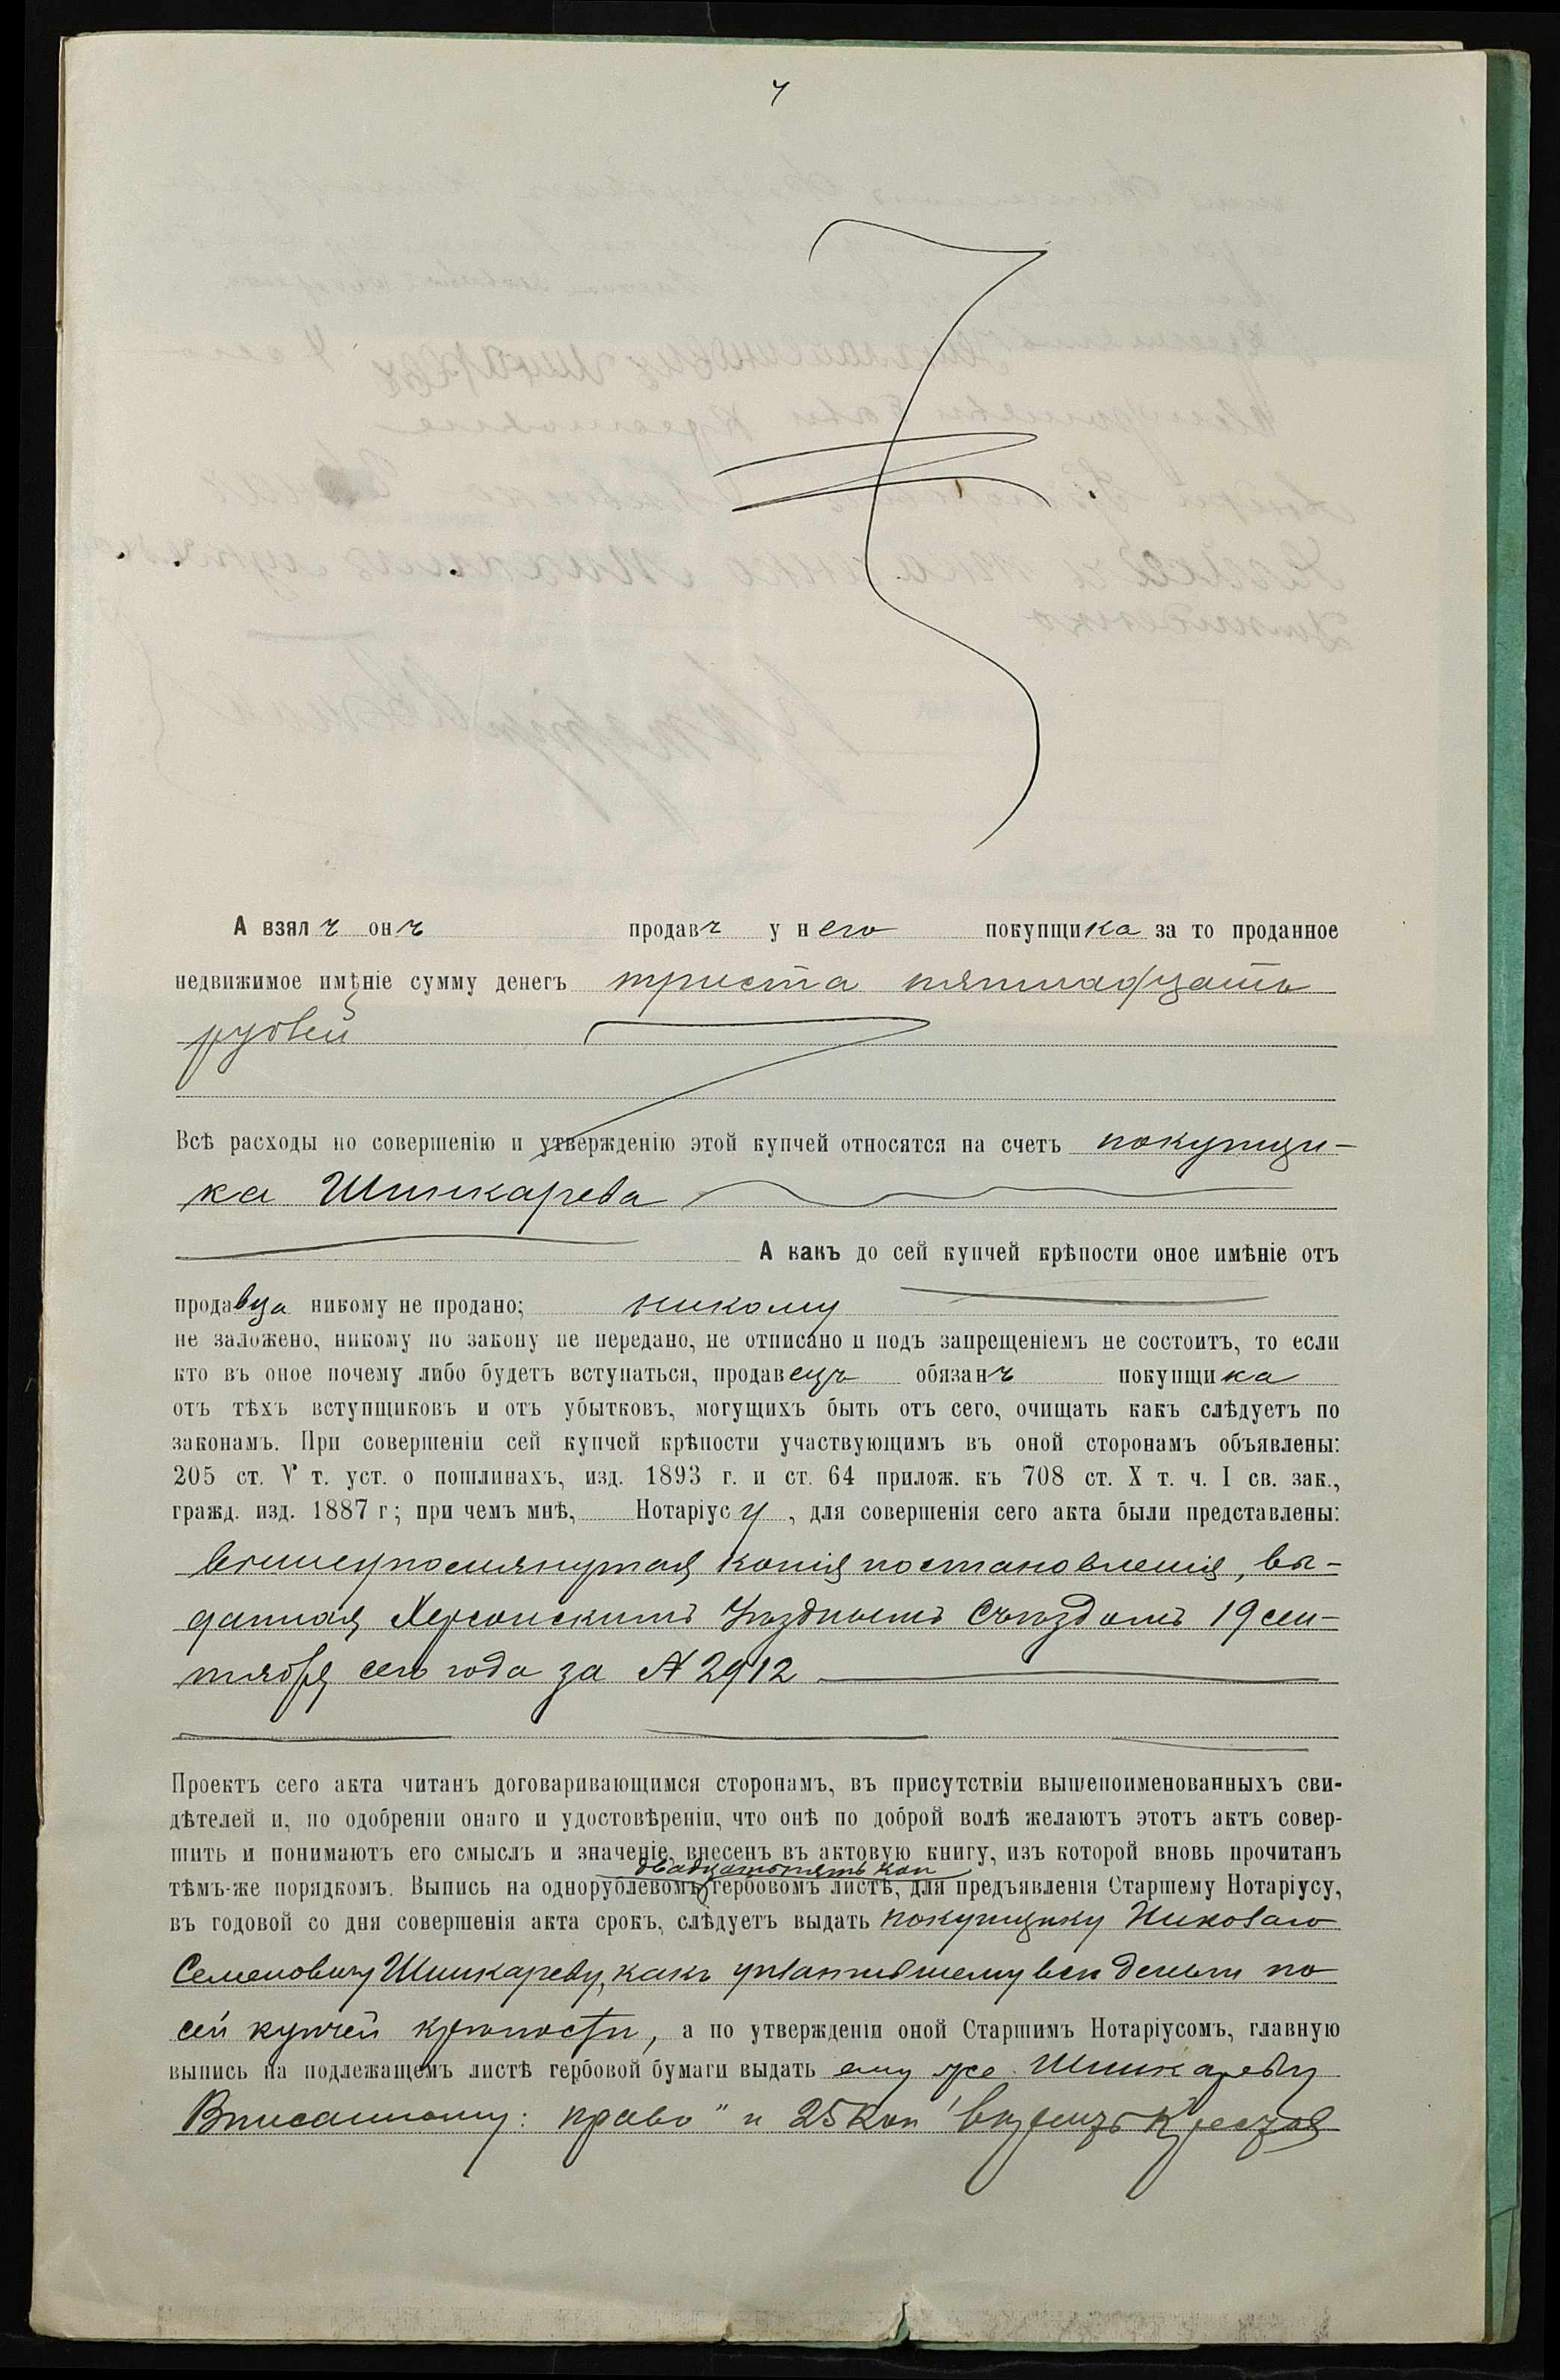 4
А взялъ онъ продавъ у него покупщика за то проданное
недвижимое имѣніе сумму денегъ триста пятнадцать
рублей
Всѣ расходы по совершенію и утвержденію этой купчей относятся на счетъ покупщи-
ка Шинкарева
А какъ до сей купчей крѣпости оное имѣніе отъ
продавца никому не продано; никому
не заложено, никому по закону не передано, не отписано и подъ запрещеніемъ не состоитъ, то если
кто въ оное почему либо будетъ вступаться, продавецъ обязанъ покупщика
отъ тѣхъ вступщиковъ и отъ убытковъ, могущихъ быть отъ сего, очищать какъ слѣдуетъ по
законамъ. При совершеніи сей купчей крѣпости участвующимъ въ оной сторонамъ объявлены:
205 ст. V т. уст. о пошлинахъ, изд. 1893 г. и ст. 64 прилож. къ 708 ст. X т. ч. I св. зак.,
гражд. изд. 1887 г; при чемъ мнѣ, Нотаріусу, для совершенія сего акта были представлены:
вышеупомянутая копія постановленія, вы-
данная Херсонскимъ Уѣзднымъ Съѣздомъ 19 сен-
тября сего года за № 2912
Проектъ сего акта читанъ договаривающимся сторонамъ, въ присутствіи вышепоименованныхъ сви-
дѣтелей и, по одобреніи онаго и удостовѣреніи, что онѣ по доброй волѣ желаютъ этотъ актъ совер-
шить и понимаютъ его смыслъ и значеніе, внесенъ въ актовую книгу, изъ которой вновь прочитанъ
двадцатипять коп
тѣмъ-же порядкомъ. Выпись на однорублевомъ гербовомъ листѣ, для предъявленія Старшему Нотаріусу,
въ годовой со дня совершенія акта срокъ, слѣдуетъ выдать покупщику Николаю
Семеновичу Шинкареву, какъ уплатившему всѣ деньги по
сей купчей крѣпости, а по утвержденіи оной Старшимъ Нотаріусомъ, главную
выпись на подлежащемъ листѣ гербовой бумаги выдать ему же Шинкареву
Вписанному: право" и 25 коп